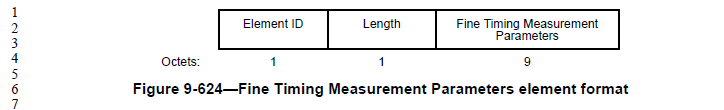 1
2
3
4
5
6
7
Element ID
Length
Fine Timing Measurement
Parameters
Octets:
1
1
9
Figure 9-624—Fine Timing Measurement Parameters element format